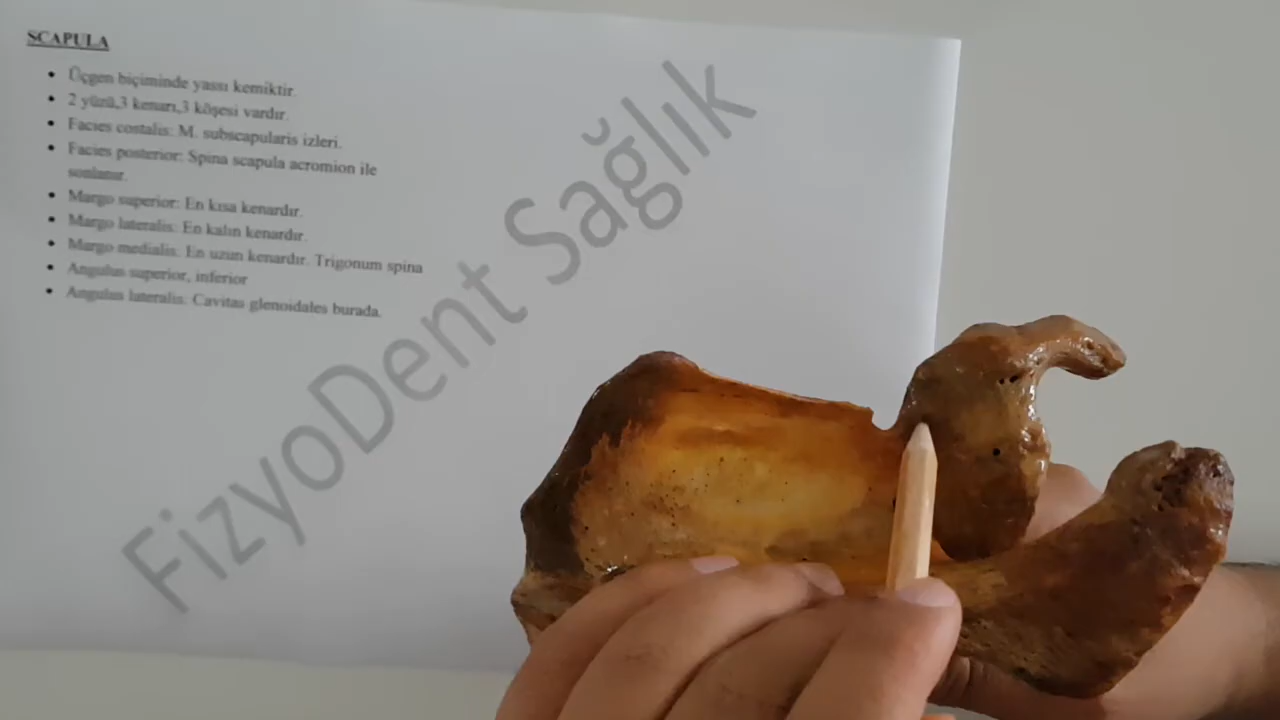 SCAPULA
Üçgen biçiminde yassı kemiktir.
2 yüzü,3 kenarı,3 köşesi vardır.
Facies costalis: M. subscapularis izleri.
Facies posterior: Spina scapula acromion ile
sonlanır.
Margo superior: En kısa kenardır.
Margo lateralis: En kalın kenardır.
Margo medialis: En uzun kenardır. Trigonum spina
Angulus superior, inferior
Angulus lateralis: Cavitas glenoidales burada.
FizyoDent Sağlık